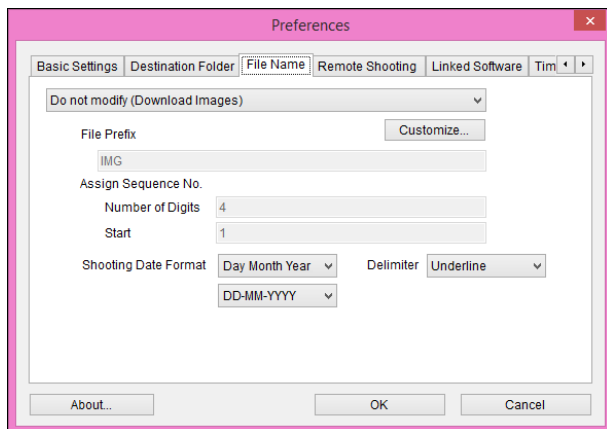 Preferences
Basic Settings Destination Folder File Name Remote Shooting Linked Software Tim
Do not modify (Download Images)
File Prefix Customize...
IMG
Assign Sequence No.
Number of Digits 4
Start 1
Shooting Date Format Day Month Year Delimiter Underline
DD-MM-YYYY
About... OK Cancel